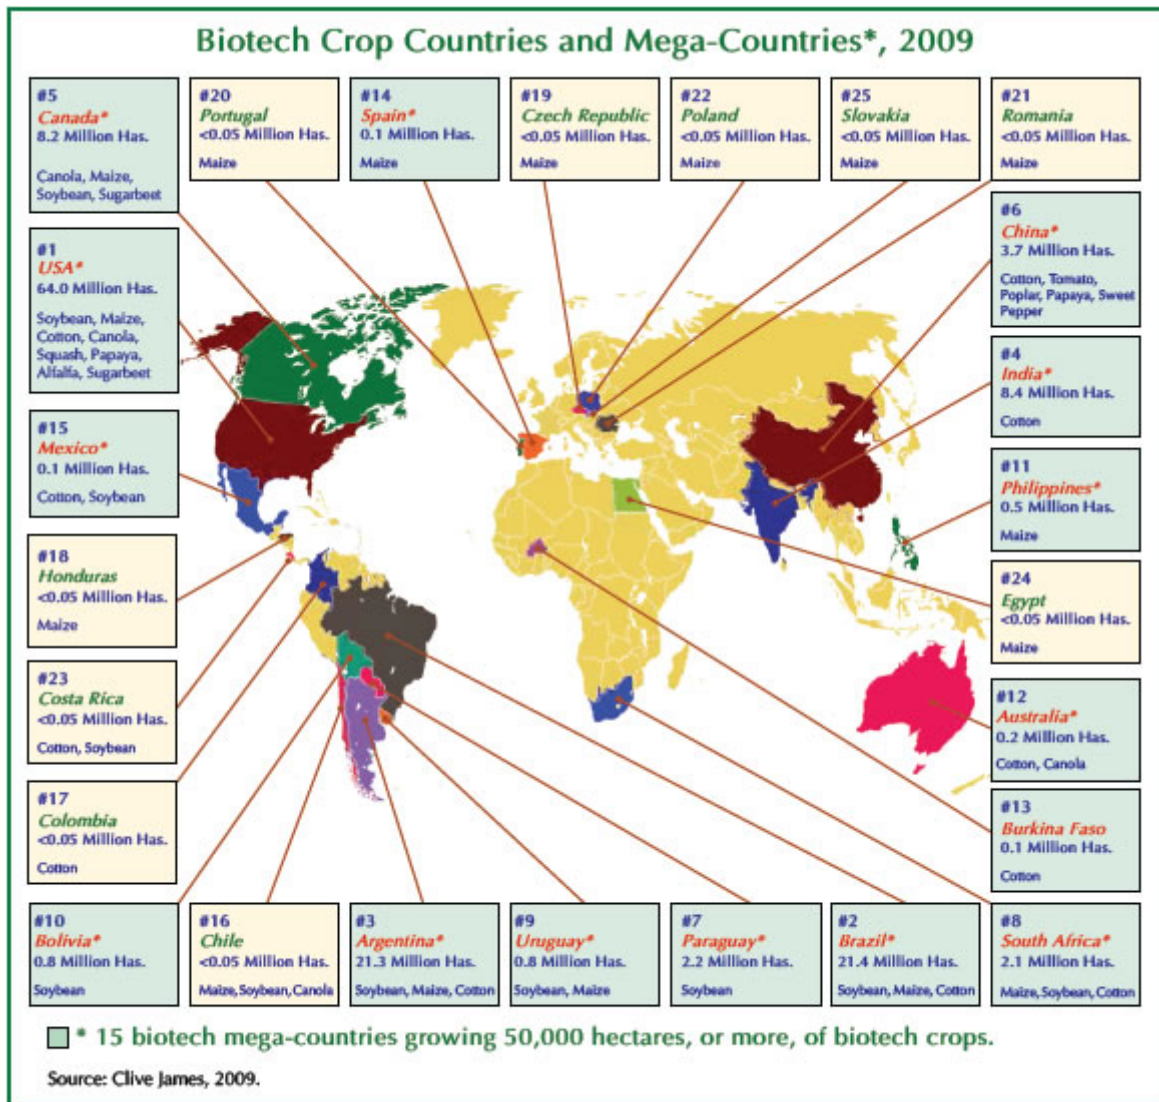 Biotech Crop Countries and Mega-Countries*, 2009
#5
Canada*
8.2 Million Has.
Canola, Maize,
Soybean, Sugarbeet
#20
Portugal
<0.05 Million Has.
Maize
#14
Spain*
0.1 Million Has.
Maize
#19
Czech Republic
<0.05 Million Has.
Maize
#22
Poland
<0.05 Million Has.
Maize
#25
Slovakia
<0.05 Million Has.
Maize
#21
Romania
<0.05 Million Has.
Maize
#1
USA*
64.0 Million Has.
Soybean, Maize,
Cotton, Canola,
Squash, Papaya,
Alfalfa, Sugarbeet
#6
China*
3.7 Million Has.
Cotton, Tomato,
Poplar, Papaya, Sweet
Pepper
#4
India*
8.4 Million Has.
Cotton
#15
Mexico*
0.1 Million Has.
Cotton, Soybean
#11
Philippines*
0.5 Million Has.
Maize
#18
Honduras
<0.05 Million Has.
Maize
#24
Egypt
<0.05 Million Has.
Maize
#23
Costa Rica
<0.05 Million Has.
Cotton, Soybean
#12
Australia*
0.2 Million Has.
Cotton, Canola
#17
Colombia
<0.05 Million Has.
Cotton
#13
Burkina Faso
0.1 Million Has.
Cotton
#10
Bolivia*
0.8 Million Has.
Soybean
#16
Chile
<0.05 Million Has.
Maize, Soybean, Canola
#3
Argentina*
21.3 Million Has.
Soybean, Maize, Cotton
#9
Uruguay*
0.8 Million Has.
Soybean, Maize
#7
Paraguay*
2.2 Million Has.
Soybean
#2
Brazil*
21.4 Million Has.
Soybean, Maize, Cotton
#8
South Africa*
2.1 Million Has.
Maize, Soybean, Cotton
* 15 biotech mega-countries growing 50,000 hectares, or more, of biotech crops.
Source: Clive James, 2009.